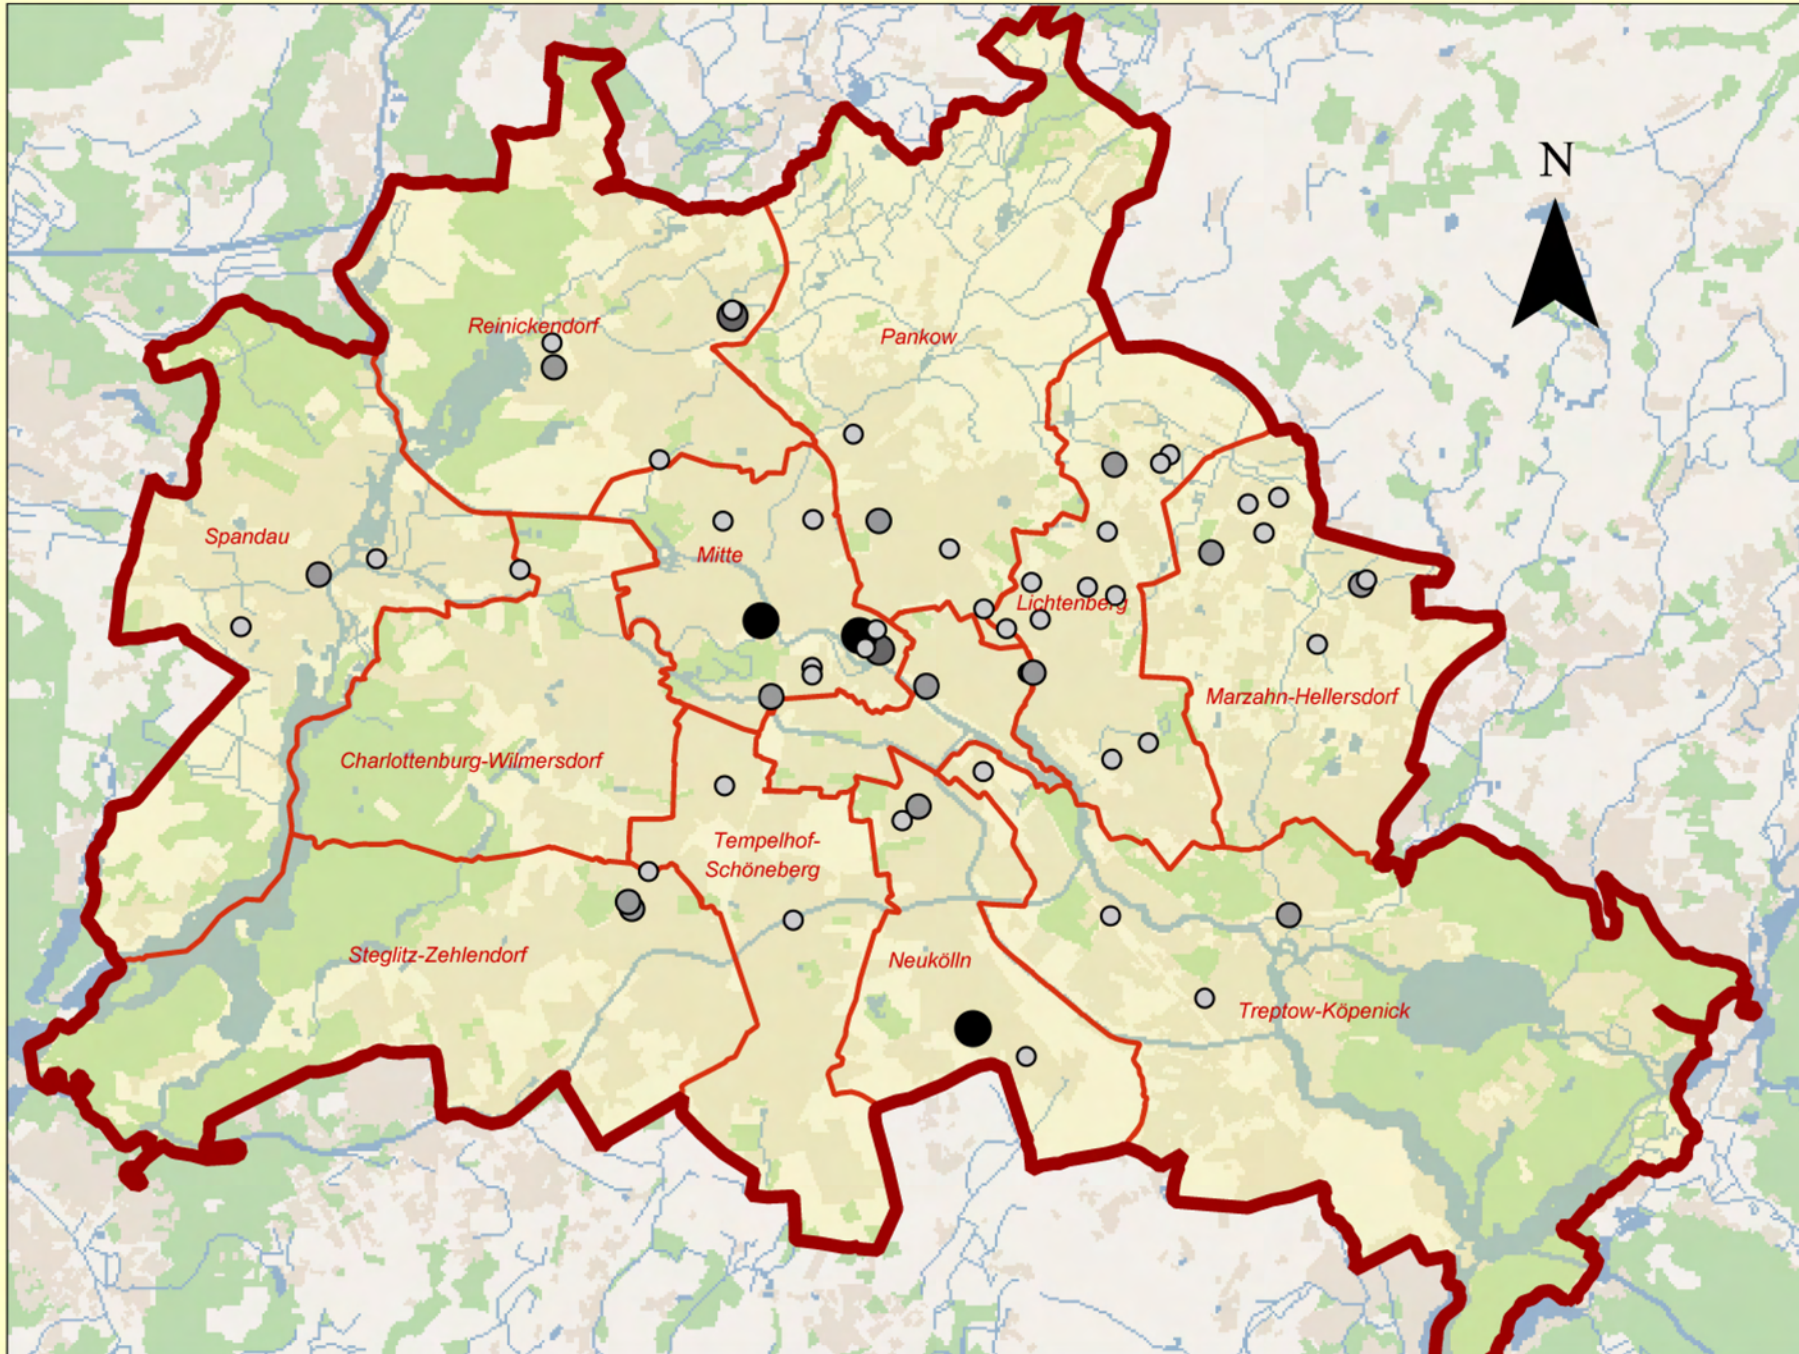 N
Reinickendorf
Pankow
Spandau
Mitte
Lichtenberg
Marzahn-Hellersdorf
Charlottenburg-Wilmersdorf
Tempelhof-
Schöneberg
Steglitz-Zehlendorf
Neukölln
Treptow-Köpenick